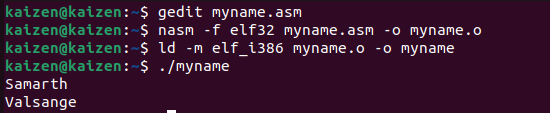 kaizen@kaizen:~$ gedit myname.asm
kaizen@kaizen:~$ nasm -f elf32 myname.asm -o myname.o
kaizen@kaizen:~$ ld -m elf_i386 myname.o -o myname
kaizen@kaizen:~$ ./myname
Samarth
Valsange